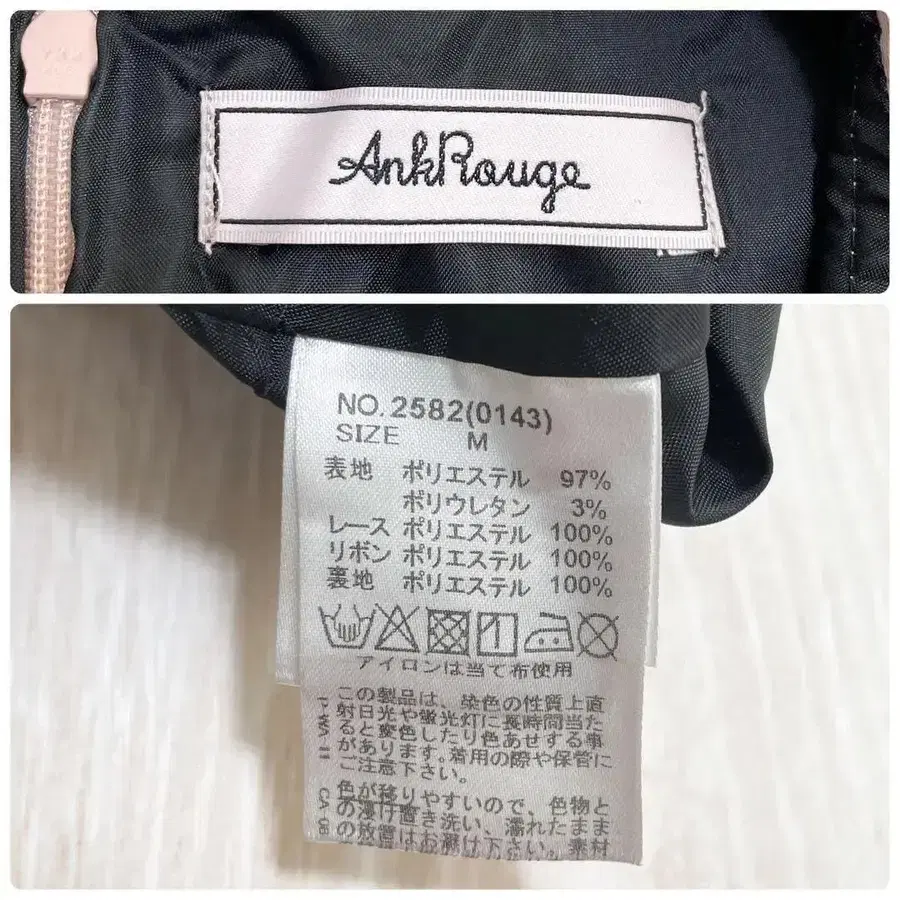 AnkRouge
NO. 2582(0143)
SIZE M
表地 ポリエステル 97%
ポリウレタン 3%
レース ポリエステル 100%
リボン ポリエステル 100%
裏地 ポリエステル 100%
アイロンは当て布使用
この製品は、染色の性質上直
射日光や蛍光灯に長時間当た
ると変色したり色あせする事
があります。着用の際や保管に
ご注意下さい。
色が移りやすいので、色物と
の浸け置き洗い、濡れたまま
の放置はお避け下さい。素材